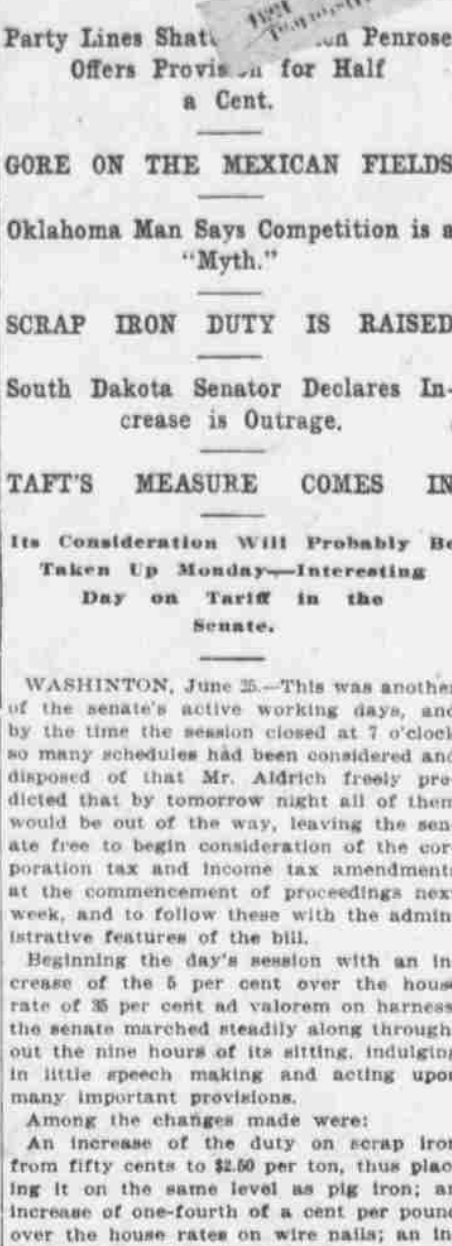 Party Lines Penrose
Offers for Half
a Cent.
GORE ON THE MEXICAN FIELDS
Oklahoma Man Says Competition is a
"Myth."
SCRAP IRON DUTY IS RAISED
South Dakota Senator Declares In-
crease is Outrage.
TAFT'S MEASURE COMES IN
Its Consideration Will Probably Be
Taken Up Monday—Interesting
Day on Tariff in the
Senate.
WASHINTON, June 25.—This was another
of the senate's active working days, and
by the time the session closed at 7 o'clock
so many schedules had been considered and
disposed of that Mr. Aldrich freely pre-
dicted that by tomorrow night all of them
would be out of the way, leaving the sen-
ate free to begin consideration of the cor-
poration tax and income tax amendments
at the commencement of proceedings next
week, and to follow these with the admin-
istrative features of the bill.
Beginning the day's session with an in-
crease of the 5 per cent over the house
rate of 35 per cent ad valorem on harness,
the senate marched steadily along through-
out the nine hours of its sitting, indulging
in little speech making and acting upon
many important provisions.
Among the changes made were:
An increase of the duty on scrap iron
from fifty cents to $2.50 per ton, thus plac-
ing it on the same level as pig iron; an
increase of one-fourth of a cent per pound
over the house rates on wire nails; an in-